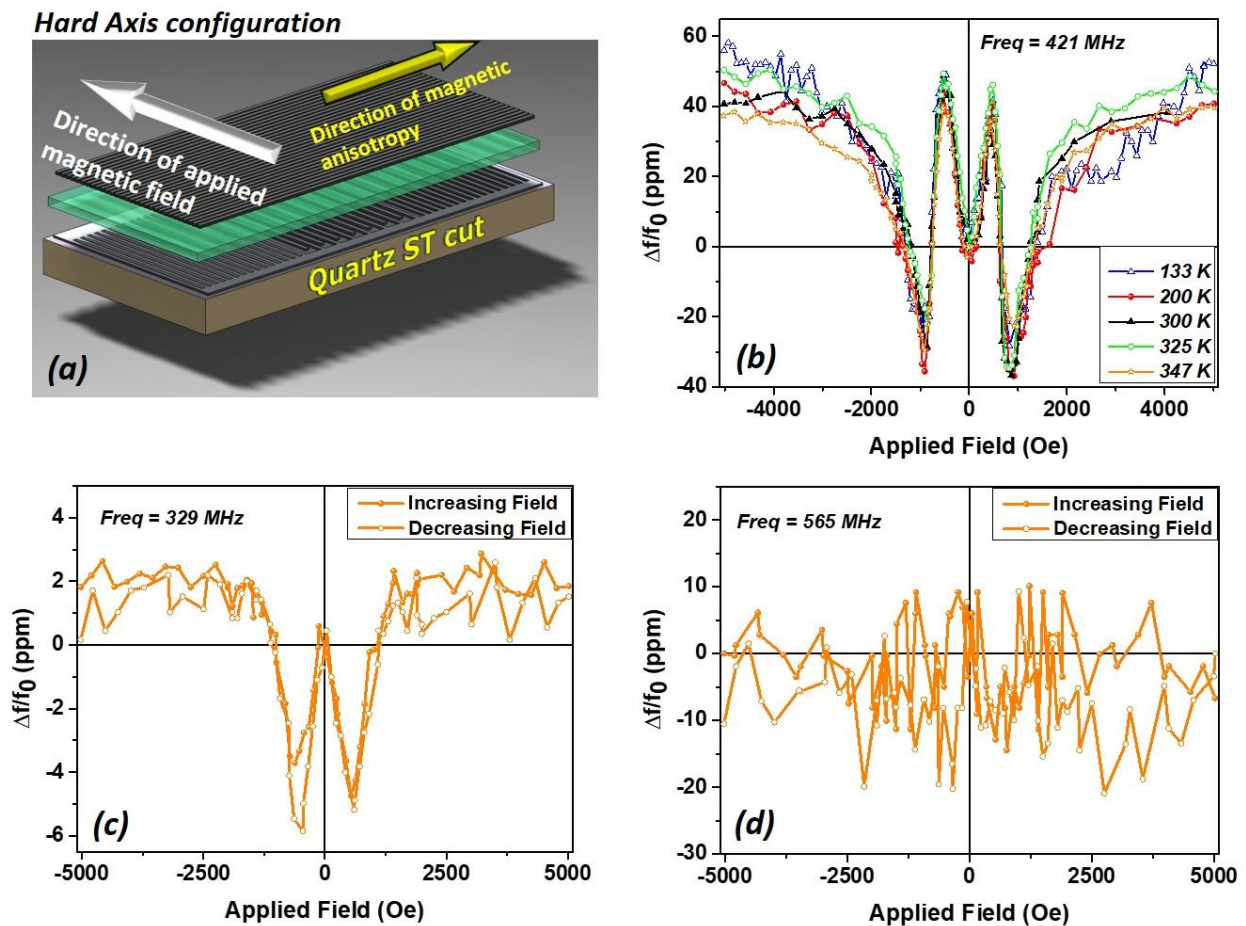 Hard Axis configuration
Direction of magnetic
anisotropy
Direction of applied
magnetic field
Quartz ST cut
(a)
60
40
20
0
-20
-40
Δf/f0 (ppm)
Freq = 421 MHz
133 K
200 K
300 K
325 K
347 K
(b)
-4000 -2000 0 2000 4000
Applied Field (Oe)
4
2
0
-2
-4
-6
Δf/f0 (ppm)
Freq = 329 MHz
Increasing Field
Decreasing Field
(c)
-5000 -2500 0 2500 5000
Applied Field (Oe)
20
10
0
-10
-20
-30
Δf/f0 (ppm)
Freq = 565 MHz
Increasing Field
Decreasing Field
(d)
-5000 -2500 0 2500 5000
Applied Field (Oe)